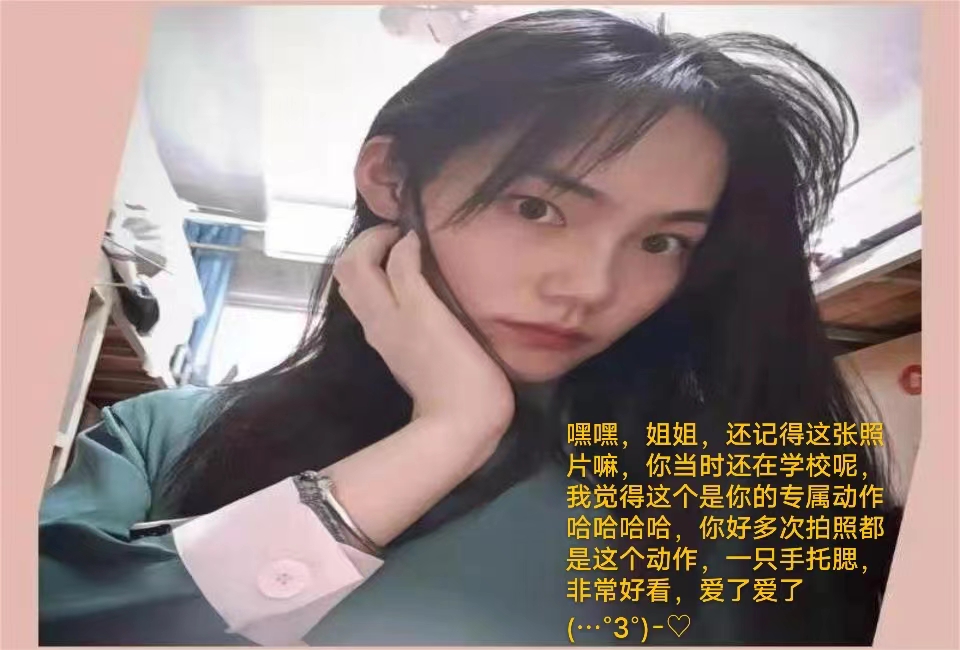 嘿嘿，姐姐，还记得这张照
片嘛，你当时还在学校呢，
我觉得这个是你的专属动作
哈哈哈哈，你好多次拍照都
是这个动作，一只手托腮，
非常好看，爱了爱了
(⋯°3°)-♡